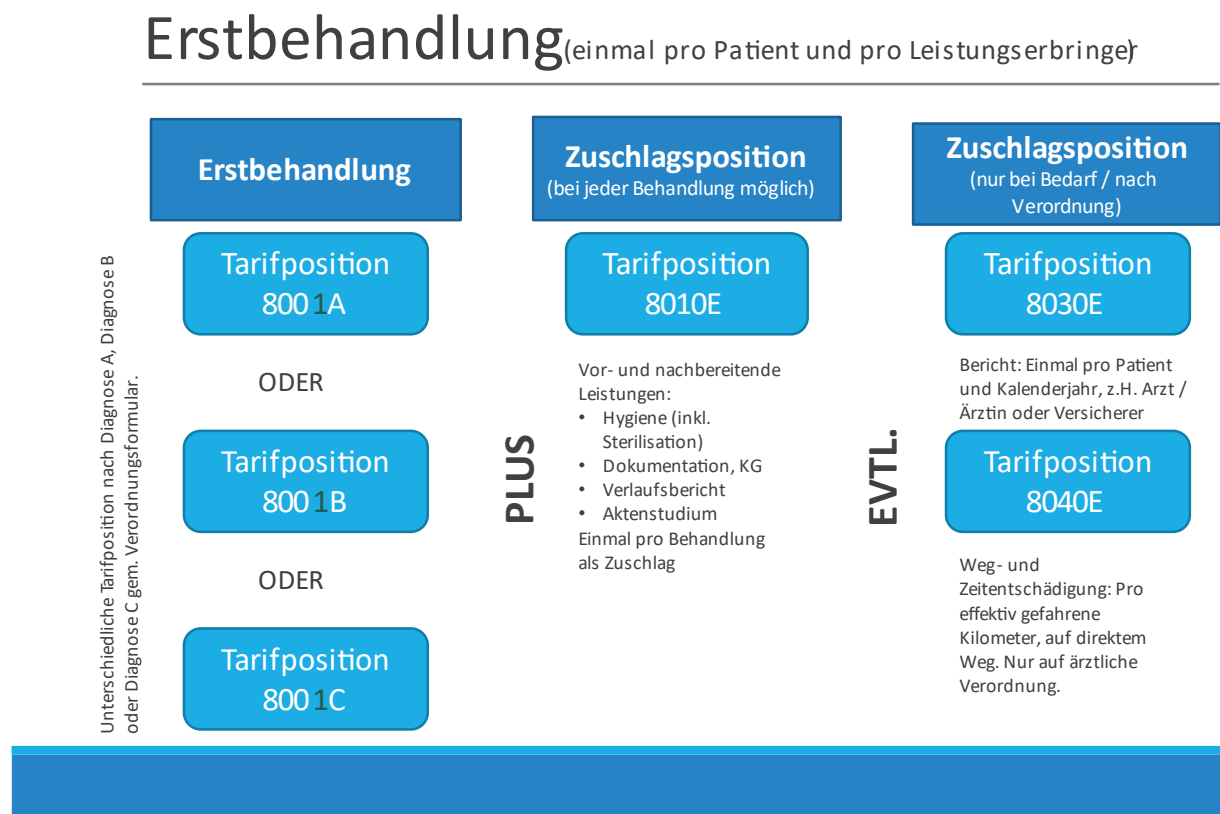 Erstbehandlung (einmal pro Patient und pro Leistungserbringer)
Unterschiedliche Tarifposition nach Diagnose A, Diagnose B
oder Diagnose C gem. Verordnungsformular.
Erstbehandlung
Tarifposition
8001A
ODER
Tarifposition
8001B
ODER
Tarifposition
8001C
PLUS
Zuschlagsposition
(bei jeder Behandlung möglich)
Tarifposition
8010E
Vor- und nachbereitende
Leistungen:
• Hygiene (inkl.
Sterilisation)
• Dokumentation, KG
• Verlaufsbericht
• Aktenstudium
Einmal pro Behandlung
als Zuschlag
EVTL.
Zuschlagsposition
(nur bei Bedarf / nach
Verordnung)
Tarifposition
8030E
Bericht: Einmal pro Patient
und Kalenderjahr, z.H. Arzt /
Ärztin oder Versicherer
Tarifposition
8040E
Weg- und
Zeitentschädigung: Pro
effektiv gefahrene
Kilometer, auf direktem
Weg. Nur auf ärztliche
Verordnung.